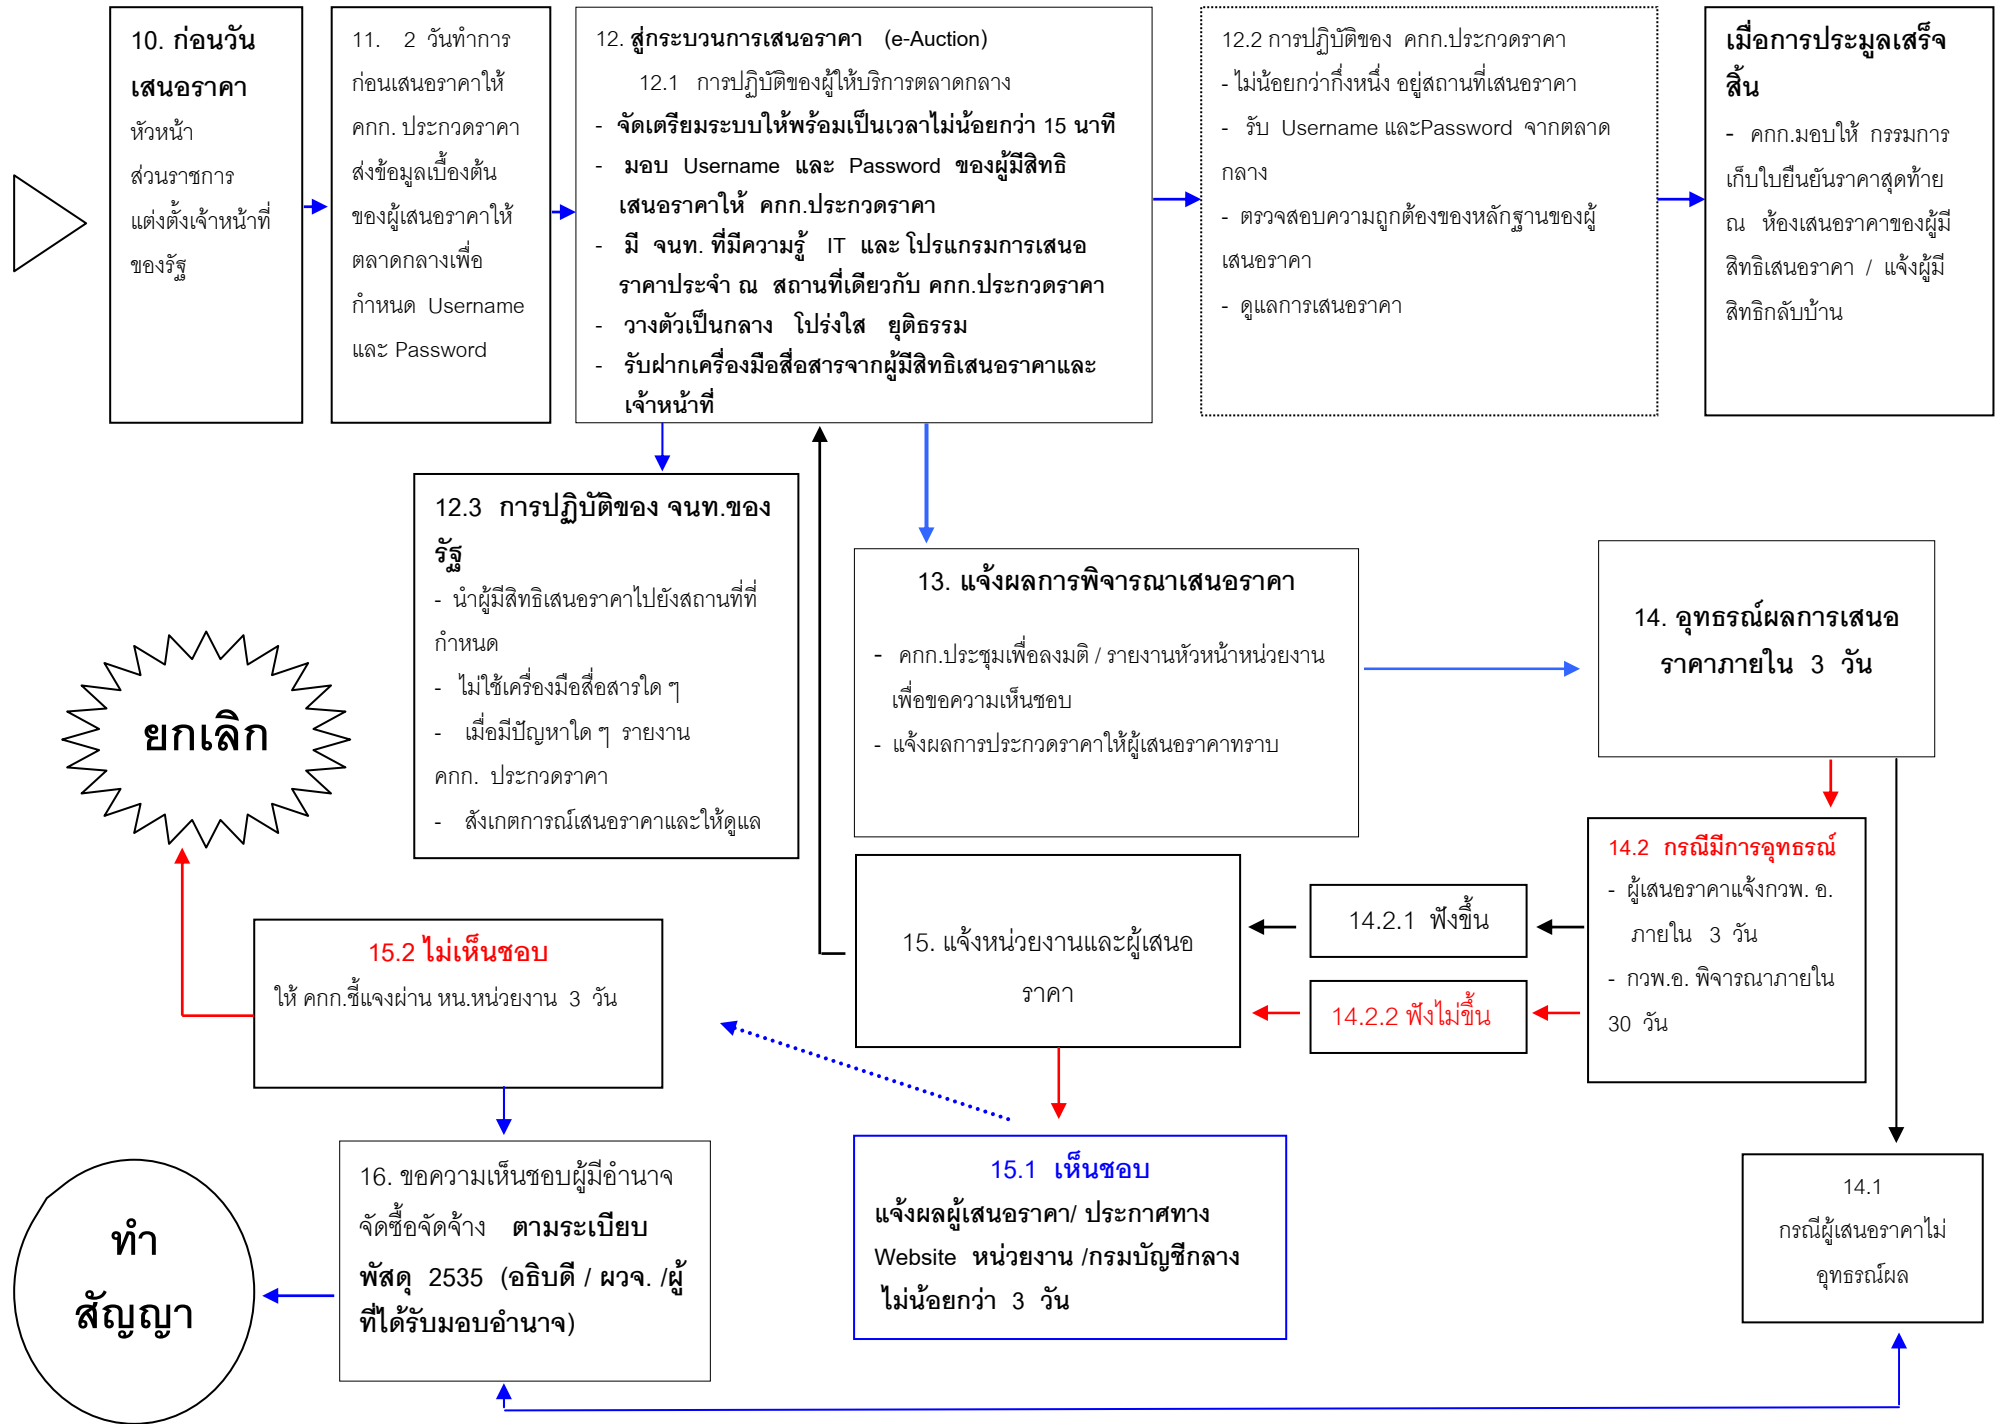 10. ก่อนวัน
เสนอราคา
หัวหน้า
ส่วนราชการ
แต่งตั้งเจ้าหน้าที่
ของรัฐ
11. 2 วันทำการ
ก่อนเสนอราคาให้
คกก. ประกวดราคา
ส่งข้อมูลเบื้องต้น
ของผู้เสนอราคาให้
ตลาดกลางเพื่อ
กำหนด Username
และ Password
12. สู่กระบวนการเสนอราคา (e-Auction)
12.1 การปฏิบัติของผู้ให้บริการตลาดกลาง
- จัดเตรียมระบบให้พร้อมเป็นเวลาไม่น้อยกว่า 15 นาที
- มอบ Username และ Password ของผู้มีสิทธิ
เสนอราคาให้ คกก.ประกวดราคา
- มี จนท. ที่มีความรู้ IT และ โปรแกรมการเสนอ
ราคาประจำ ณ สถานที่เดียวกับ คกก.ประกวดราคา
- วางตัวเป็นกลาง โปร่งใส ยุติธรรม
- รับฝากเครื่องมือสื่อสารจากผู้มีสิทธิเสนอราคาและ
เจ้าหน้าที่
12.2 การปฏิบัติของ คกก.ประกวดราคา
- ไม่น้อยกว่ากึ่งหนึ่ง อยู่สถานที่เสนอราคา
- รับ Username และPassword จากตลาด
กลาง
- ตรวจสอบความถูกต้องของหลักฐานของผู้
เสนอราคา
- ดูแลการเสนอราคา
เมื่อการประมูลเสร็จ
สิ้น
- คกก.มอบให้ กรรมการ
เก็บใบยืนยันราคาสุดท้าย
ณ ห้องเสนอราคาของผู้มี
สิทธิเสนอราคา / แจ้งผู้มี
สิทธิกลับบ้าน
12.3 การปฏิบัติของ จนท.ของ
รัฐ
- นำผู้มีสิทธิเสนอราคาไปยังสถานที่ที่
กำหนด
- ไม่ใช้เครื่องมือสื่อสารใด ๆ
- เมื่อมีปัญหาใด ๆ รายงาน
คกก. ประกวดราคา
- สังเกตการณ์เสนอราคาและให้ดูแล
13. แจ้งผลการพิจารณาเสนอราคา
- คกก.ประชุมเพื่อลงมติ / รายงานหัวหน้าหน่วยงาน
เพื่อขอความเห็นชอบ
- แจ้งผลการประกวดราคาให้ผู้เสนอราคาทราบ
14. อุทธรณ์ผลการเสนอ
ราคาภายใน 3 วัน
ยกเลิก
14.2 กรณีมีการอุทธรณ์
- ผู้เสนอราคาแจ้งกวพ. อ.
ภายใน 3 วัน
- กวพ.อ. พิจารณาภายใน
30 วัน
14.2.1 ฟังขึ้น
14.2.2 ฟังไม่ขึ้น
15. แจ้งหน่วยงานและผู้เสนอ
ราคา
15.2 ไม่เห็นชอบ
ให้ คกก.ชี้แจงผ่าน หน.หน่วยงาน 3 วัน
15.1 เห็นชอบ
แจ้งผลผู้เสนอราคา/ ประกาศทาง
Website หน่วยงาน /กรมบัญชีกลาง
ไม่น้อยกว่า 3 วัน
14.1
กรณีผู้เสนอราคาไม่
อุทธรณ์ผล
16. ขอความเห็นชอบผู้มีอำนาจ
จัดซื้อจัดจ้าง ตามระเบียบ
พัสดุ 2535 (อธิบดี / ผวจ. /ผู้
ที่ได้รับมอบอำนาจ)
ทำ
สัญญา